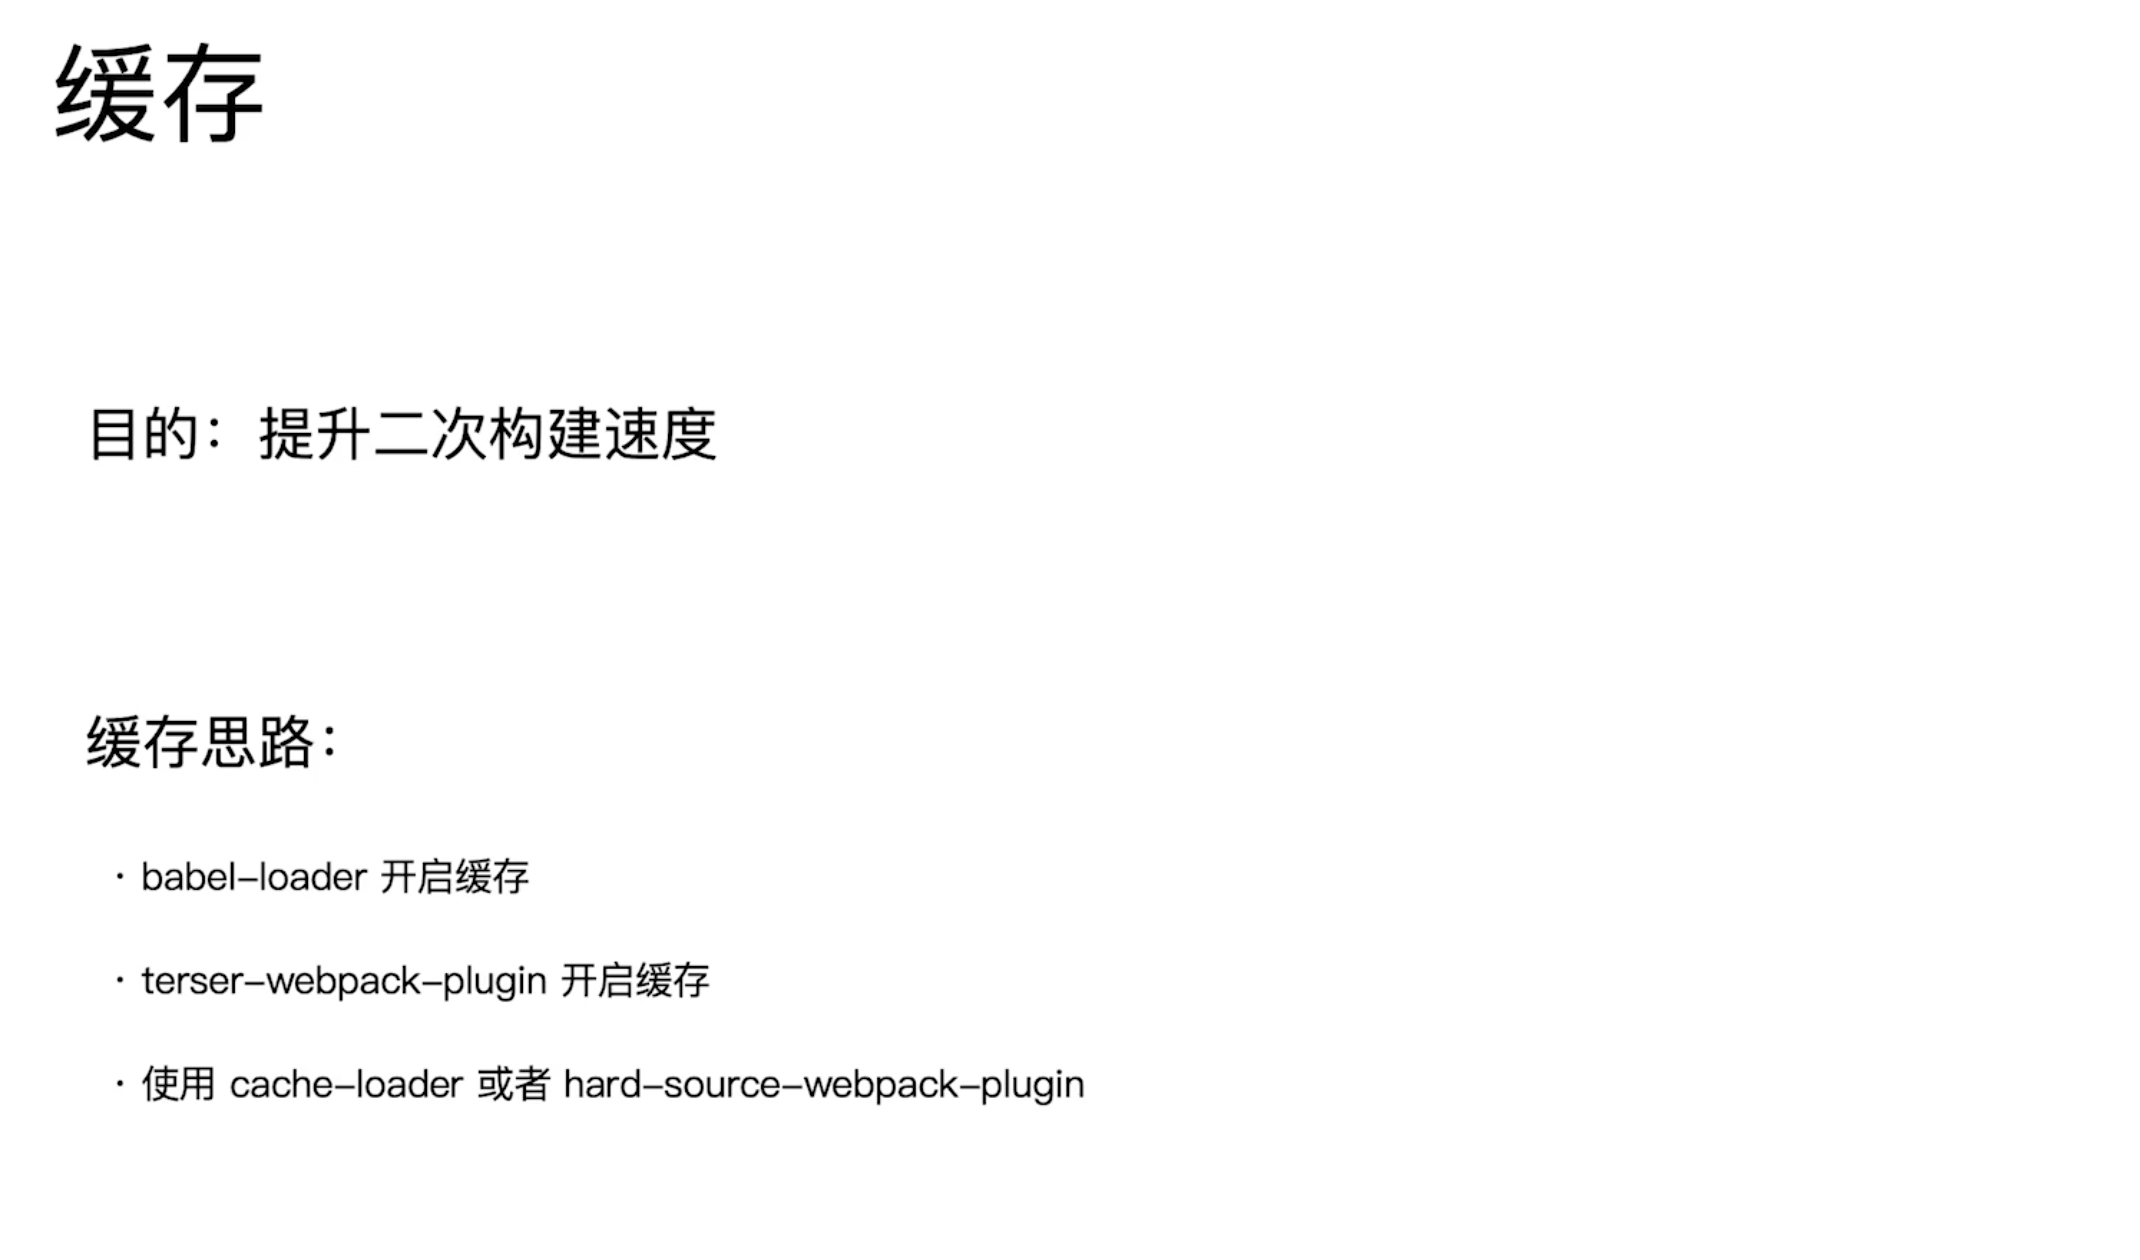 缓存
目的：提升二次构建速度
缓存思路：
· babel-loader 开启缓存
· terser-webpack-plugin 开启缓存
· 使用 cache-loader 或者 hard-source-webpack-plugin